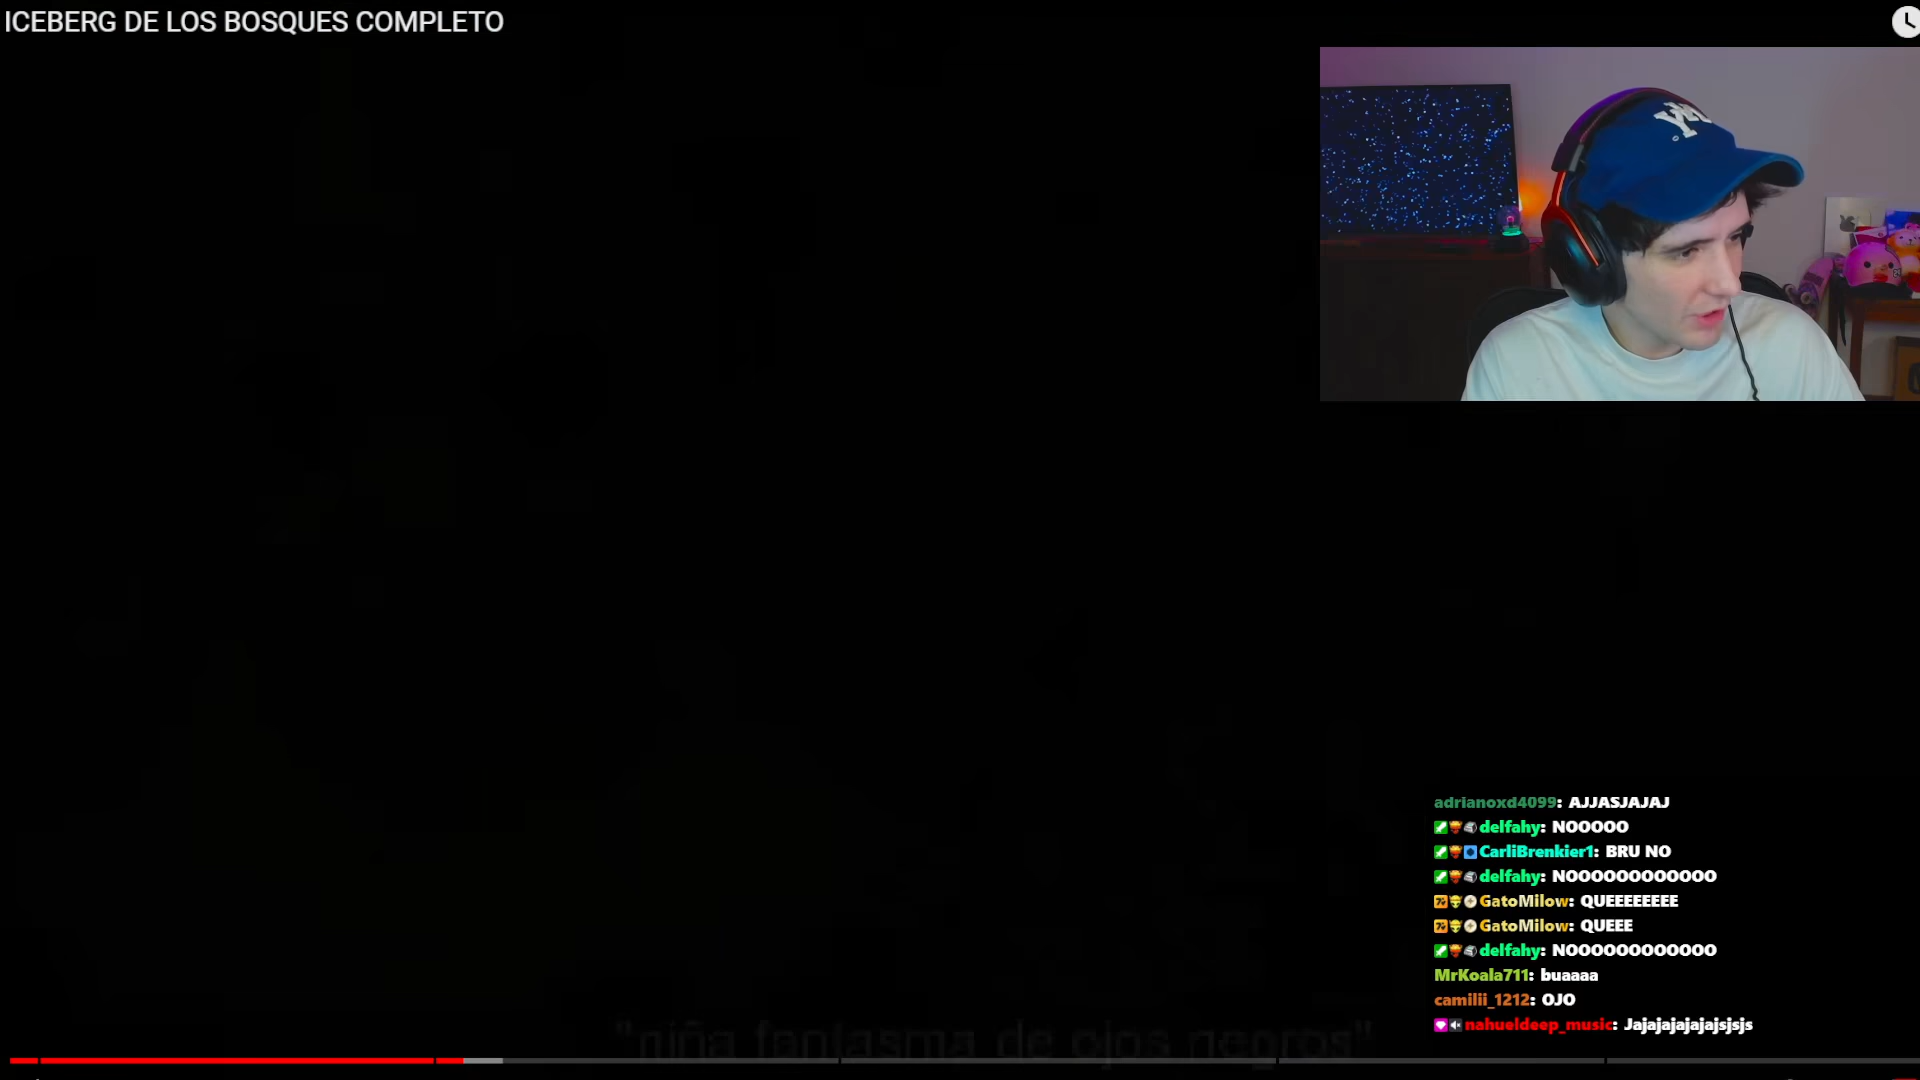 ICEBERG DE LOS BOSQUES COMPLETO
adrianoxd4099: AJJASJAJAJ
delfahy: NOOOOO
CarliBrenkier1: BRU NO
delfahy: NOOOOOOOOOOOO
GatoMilow: QUEEEEEEEE
GatoMilow: QUEEE
delfahy: NOOOOOOOOOOOO
MrKoala711: buaaaa
camilii_1212: OJO
nahueldeep_music: Jajajajajajajsjsjs
"niña fantasma de ojos negros"